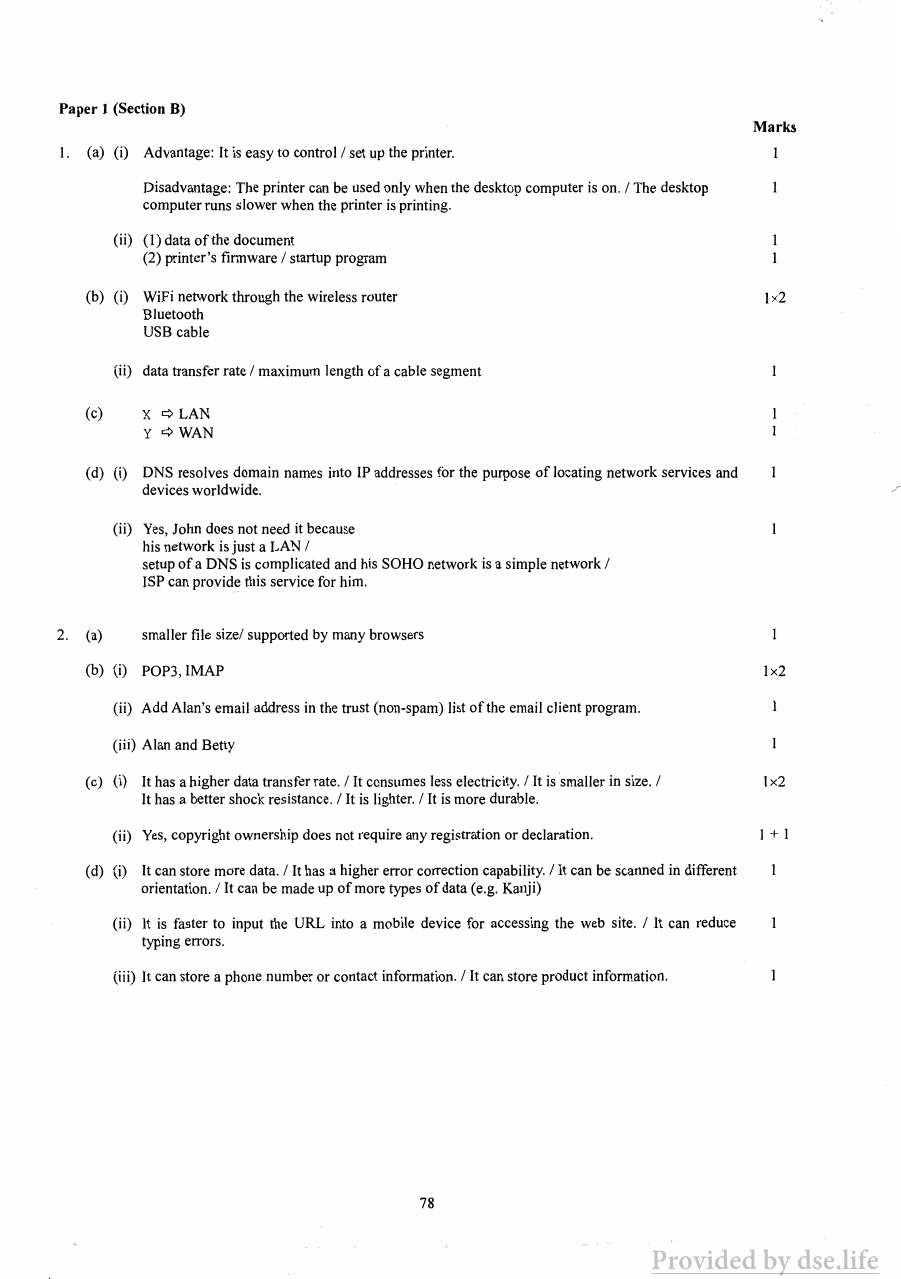 Paper 1 (Section B)
Marks
1. (a) (i) Advantage: It is easy to control / set up the printer. 1
Disadvantage: The printer can be used only when the desktop computer is on. / The desktop 1
computer runs slower when the printer is printing.
(ii) (1) data of the document 1
(2) printer's firmware / startup program 1
(b) (i) WiFi network through the wireless router 1×2
Bluetooth
USB cable
(ii) data transfer rate / maximum length of a cable segment 1
(c) X ⇨ LAN 1
Y ⇨ WAN 1
(d) (i) DNS resolves domain names into IP addresses for the purpose of locating network services and 1
devices worldwide.
(ii) Yes, John does not need it because 1
his network is just a LAN /
setup of a DNS is complicated and his SOHO network is a simple network /
ISP can provide this service for him.
2. (a) smaller file size/ supported by many browsers 1
(b) (i) POP3, IMAP 1x2
(ii) Add Alan's email address in the trust (non-spam) list of the email client program. 1
(iii) Alan and Betty 1
(c) (i) It has a higher data transfer rate. / It consumes less electricity. / It is smaller in size. / 1x2
It has a better shock resistance. / It is lighter. / It is more durable.
(ii) Yes, copyright ownership does not require any registration or declaration. 1 + 1
(d) (i) It can store more data. / It has a higher error correction capability. / It can be scanned in different 1
orientation. / It can be made up of more types of data (e.g. Kanji)
(ii) It is faster to input the URL into a mobile device for accessing the web site. / It can reduce 1
typing errors.
(iii) It can store a phone number or contact information. / It can store product information. 1
78
Provided by dse.life